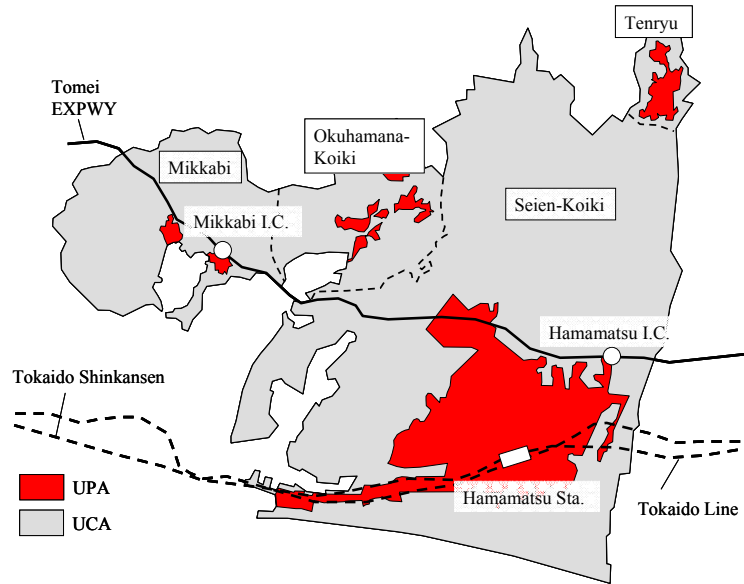 Tenryu
Tomei
EXPWY
Okuhamana-
Koiki
Mikkabi
Seien-Koiki
Mikkabi I.C.
Hamamatsu I.C.
Tokaido Shinkansen
UPA
Hamamatsu Sta.
Tokaido Line
UCA